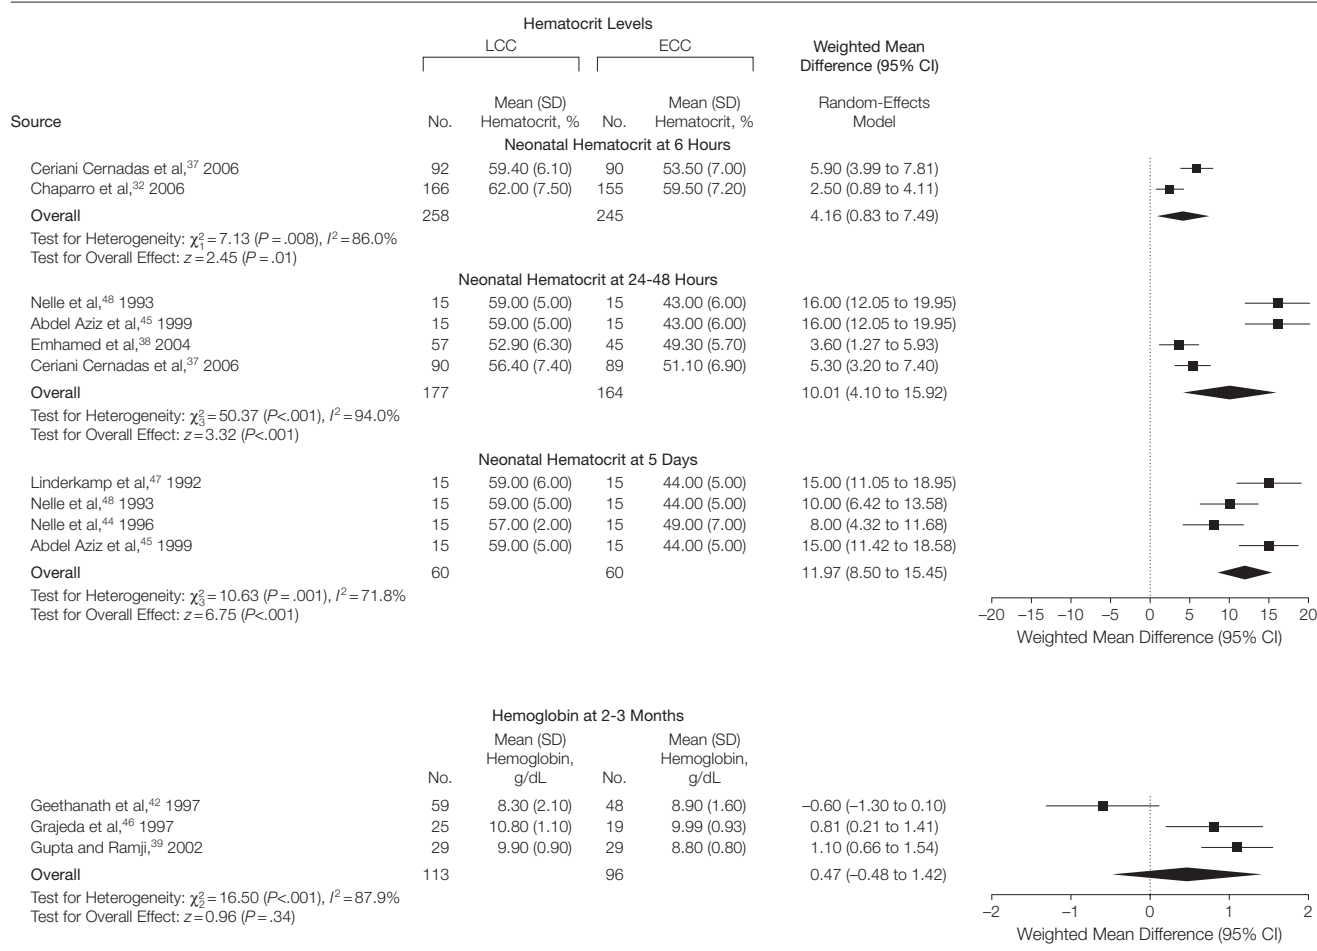 Hematocrit Levels
LCC ECC Weighted Mean
Difference (95% CI)
Mean (SD) Mean (SD) Random-Effects
Source No. Hematocrit, % No. Hematocrit, % Model
Neonatal Hematocrit at 6 Hours
Ceriani Cernadas et al,37 2006 92 59.40 (6.10) 90 53.50 (7.00) 5.90 (3.99 to 7.81)
Chaparro et al,32 2006 166 62.00 (7.50) 155 59.50 (7.20) 2.50 (0.89 to 4.11)
Overall 258 245 4.16 (0.83 to 7.49)
Test for Heterogeneity: χ²₁ = 7.13 (P = .008), I² = 86.0%
Test for Overall Effect: z = 2.45 (P = .01)
Neonatal Hematocrit at 24-48 Hours
Nelle et al,48 1993 15 59.00 (5.00) 15 43.00 (6.00) 16.00 (12.05 to 19.95)
Abdel Aziz et al,45 1999 15 59.00 (5.00) 15 43.00 (6.00) 16.00 (12.05 to 19.95)
Emhamed et al,38 2004 57 52.90 (6.30) 45 49.30 (5.70) 3.60 (1.27 to 5.93)
Ceriani Cernadas et al,37 2006 90 56.40 (7.40) 89 51.10 (6.90) 5.30 (3.20 to 7.40)
Overall 177 164 10.01 (4.10 to 15.92)
Test for Heterogeneity: χ²₃ = 50.37 (P<.001), I² = 94.0%
Test for Overall Effect: z = 3.32 (P<.001)
Neonatal Hematocrit at 5 Days
Linderkamp et al,47 1992 15 59.00 (6.00) 15 44.00 (5.00) 15.00 (11.05 to 18.95)
Nelle et al,48 1993 15 59.00 (5.00) 15 44.00 (5.00) 10.00 (6.42 to 13.58)
Nelle et al,44 1996 15 57.00 (2.00) 15 49.00 (7.00) 8.00 (4.32 to 11.68)
Abdel Aziz et al,45 1999 15 59.00 (5.00) 15 44.00 (5.00) 15.00 (11.42 to 18.58)
Overall 60 60 11.97 (8.50 to 15.45)
Test for Heterogeneity: χ²₃ = 10.63 (P = .001), I² = 71.8%
Test for Overall Effect: z = 6.75 (P<.001)
–20 –15 –10 –5 0 5 10 15 20
Weighted Mean Difference (95% CI)
Hemoglobin at 2-3 Months
Mean (SD) Mean (SD)
Hemoglobin, Hemoglobin,
No. g/dL No. g/dL
Geethanath et al,42 1997 59 8.30 (2.10) 48 8.90 (1.60) –0.60 (–1.30 to 0.10)
Grajeda et al,46 1997 25 10.80 (1.10) 19 9.99 (0.93) 0.81 (0.21 to 1.41)
Gupta and Ramji,39 2002 29 9.90 (0.90) 29 8.80 (0.80) 1.10 (0.66 to 1.54)
Overall 113 96 0.47 (–0.48 to 1.42)
Test for Heterogeneity: χ²₂ = 16.50 (P<.001), I² = 87.9%
Test for Overall Effect: z = 0.96 (P = .34)
–2 –1 0 1 2
Weighted Mean Difference (95% CI)